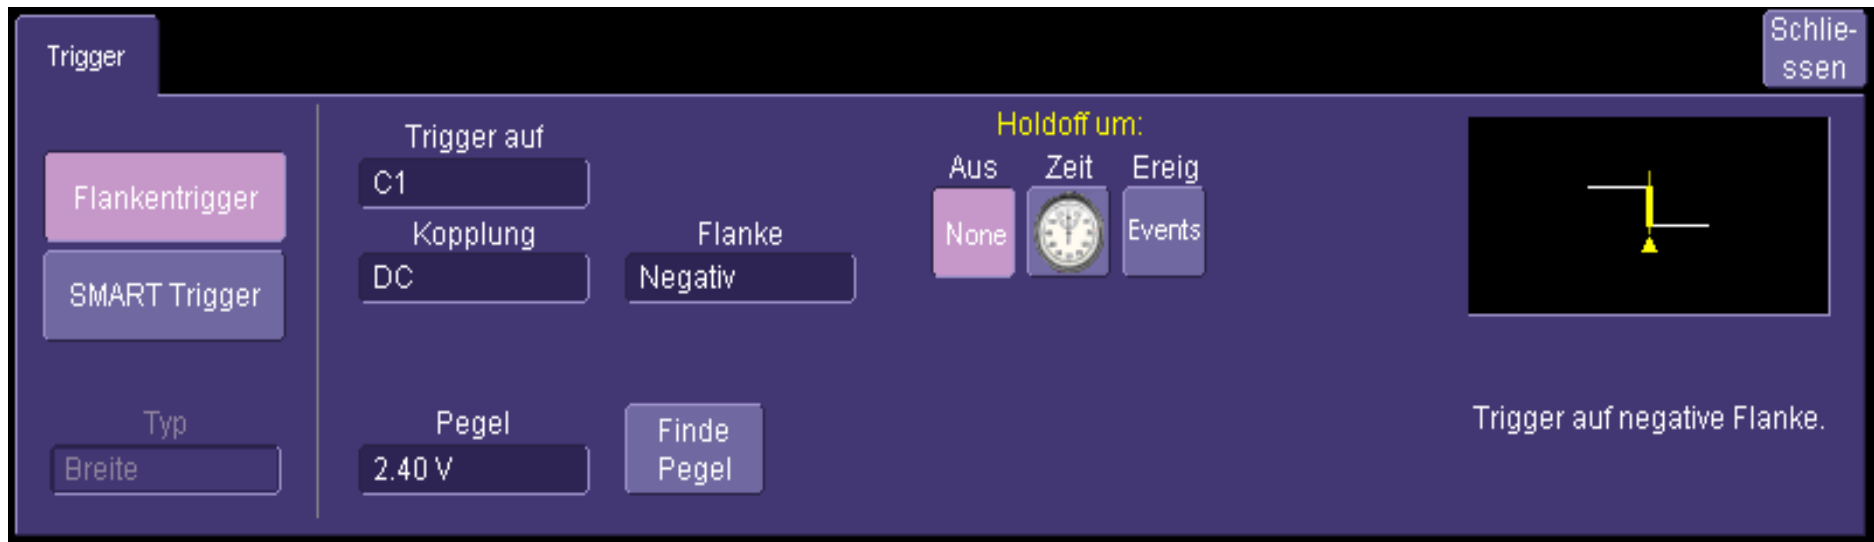 Trigger
Schlie-
ssen
Flankentrigger
SMART Trigger
Typ
Breite
Trigger auf
C1
Kopplung
DC
Flanke
Negativ
Pegel
2.40 V
Finde
Pegel
Holdoff um:
Aus Zeit Ereig
None Events
Trigger auf negative Flanke.